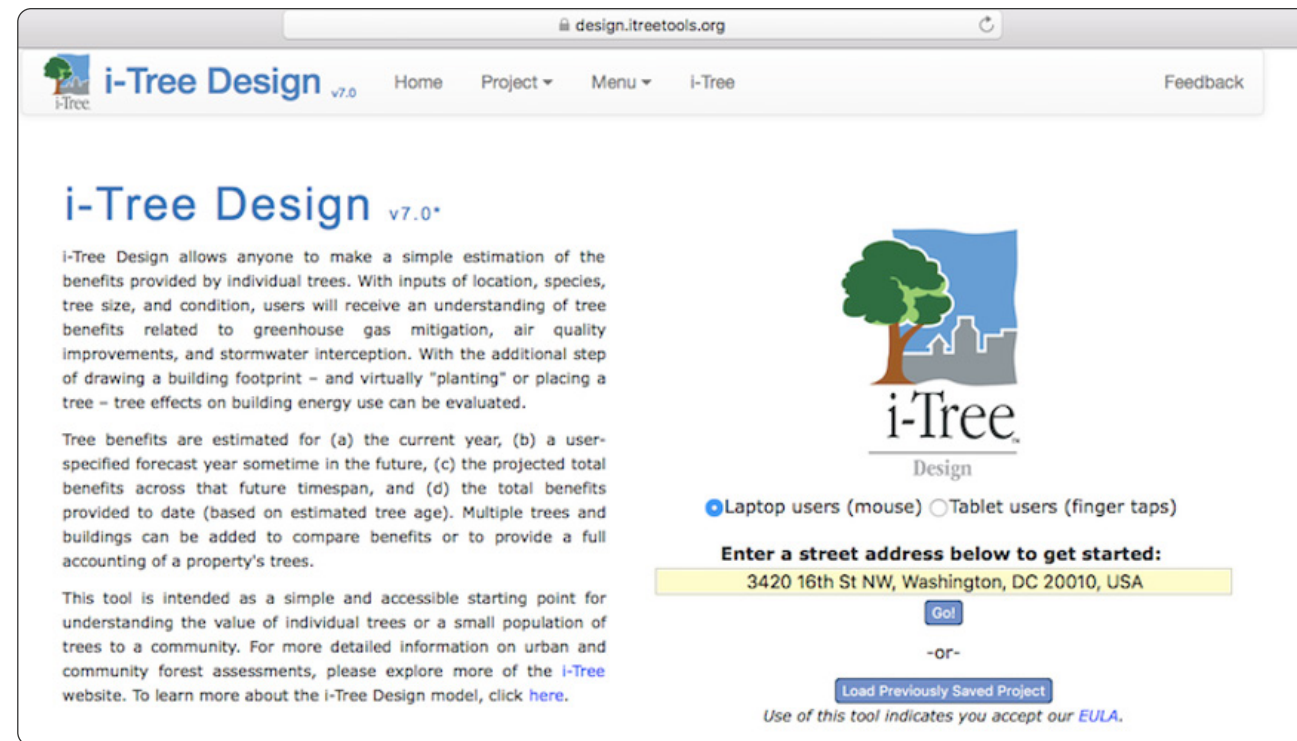 design.itreetools.org
i-Tree
i-Tree Design v7.0 Home Project Menu i-Tree Feedback
i-Tree Design v7.0*
i-Tree Design allows anyone to make a simple estimation of the
benefits provided by individual trees. With inputs of location, species,
tree size, and condition, users will receive an understanding of tree
benefits related to greenhouse gas mitigation, air quality
improvements, and stormwater interception. With the additional step
of drawing a building footprint – and virtually "planting" or placing a
tree – tree effects on building energy use can be evaluated.
Tree benefits are estimated for (a) the current year, (b) a user-
specified forecast year sometime in the future, (c) the projected total
benefits across that future timespan, and (d) the total benefits
provided to date (based on estimated tree age). Multiple trees and
buildings can be added to compare benefits or to provide a full
accounting of a property's trees.
This tool is intended as a simple and accessible starting point for
understanding the value of individual trees or a small population of
trees to a community. For more detailed information on urban and
community forest assessments, please explore more of the i-Tree
website. To learn more about the i-Tree Design model, click here.
i-Tree™
Design
Laptop users (mouse) Tablet users (finger taps)
Enter a street address below to get started:
3420 16th St NW, Washington, DC 20010, USA
Go!
-or-
Load Previously Saved Project
Use of this tool indicates you accept our EULA.